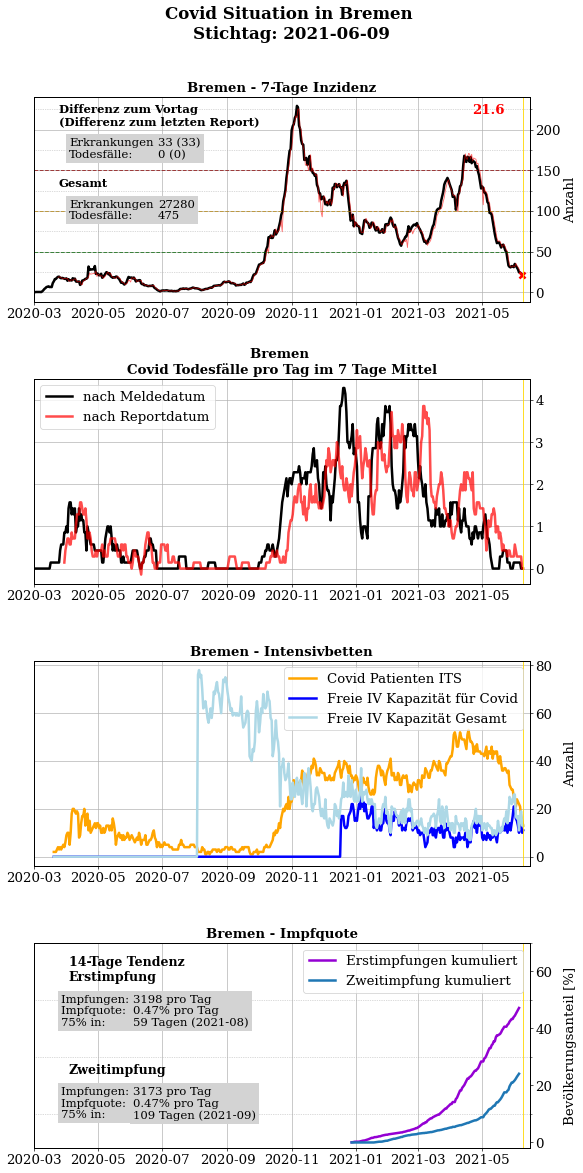 Covid Situation in Bremen
Stichtag: 2021-06-09
Bremen - 7-Tage Inzidenz
Differenz zum Vortag
(Differenz zum letzten Report)
Erkrankungen 33 (33)
Todesfälle: 0 (0)
Gesamt
Erkrankungen 27280
Todesfälle: 475
21.6
200
150
100
50
0
Anzahl
2020-03 2020-05 2020-07 2020-09 2020-11 2021-01 2021-03 2021-05
Bremen
Covid Todesfälle pro Tag im 7 Tage Mittel
nach Meldedatum
nach Reportdatum
4
3
2
1
0
2020-03 2020-05 2020-07 2020-09 2020-11 2021-01 2021-03 2021-05
Bremen - Intensivbetten
Covid Patienten ITS
Freie IV Kapazität für Covid
Freie IV Kapazität Gesamt
80
60
40
20
0
Anzahl
2020-03 2020-05 2020-07 2020-09 2020-11 2021-01 2021-03 2021-05
Bremen - Impfquote
14-Tage Tendenz
Erstimpfung
Impfungen: 3198 pro Tag
Impfquote: 0.47% pro Tag
75% in: 59 Tagen (2021-08)
Zweitimpfung
Impfungen: 3173 pro Tag
Impfquote: 0.47% pro Tag
75% in: 109 Tagen (2021-09)
Erstimpfungen kumuliert
Zweitimpfung kumuliert
60
40
20
0
Bevölkerungsanteil [%]
2020-03 2020-05 2020-07 2020-09 2020-11 2021-01 2021-03 2021-05